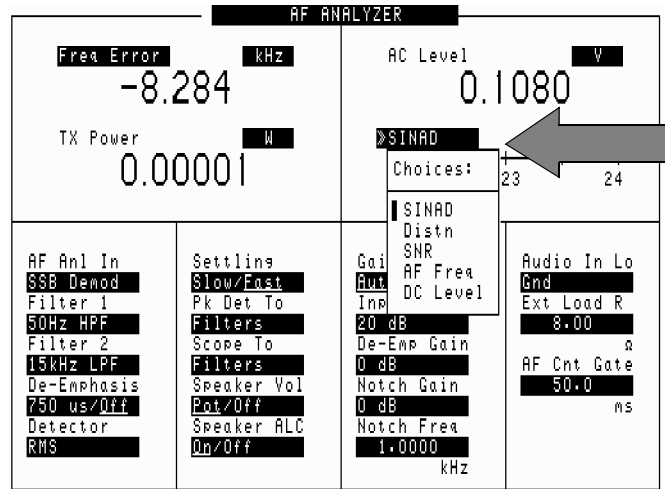 AF ANALYZER
Freq Error kHz
-8.284
TX Power W
0.00001
AC Level V
0.1080
»SINAD
23 24
Choices:
SINAD
Distn
SNR
AF Freq
DC Level
AF Anl In
SSB Demod
Filter 1
50Hz HPF
Filter 2
15kHz LPF
De-Emphasis
750 us/Off
Detector
RMS
Settling
Slow/Fast
Pk Det To
Filters
Scope To
Filters
Speaker Vol
Pot/Off
Speaker ALC
On/Off
Gai
Aut
Inp
20 dB
De-Emp Gain
0 dB
Notch Gain
0 dB
Notch Freq
1.0000
kHz
Audio In Lo
Gnd
Ext Load R
8.00
Ω
AF Cnt Gate
50.0
ms